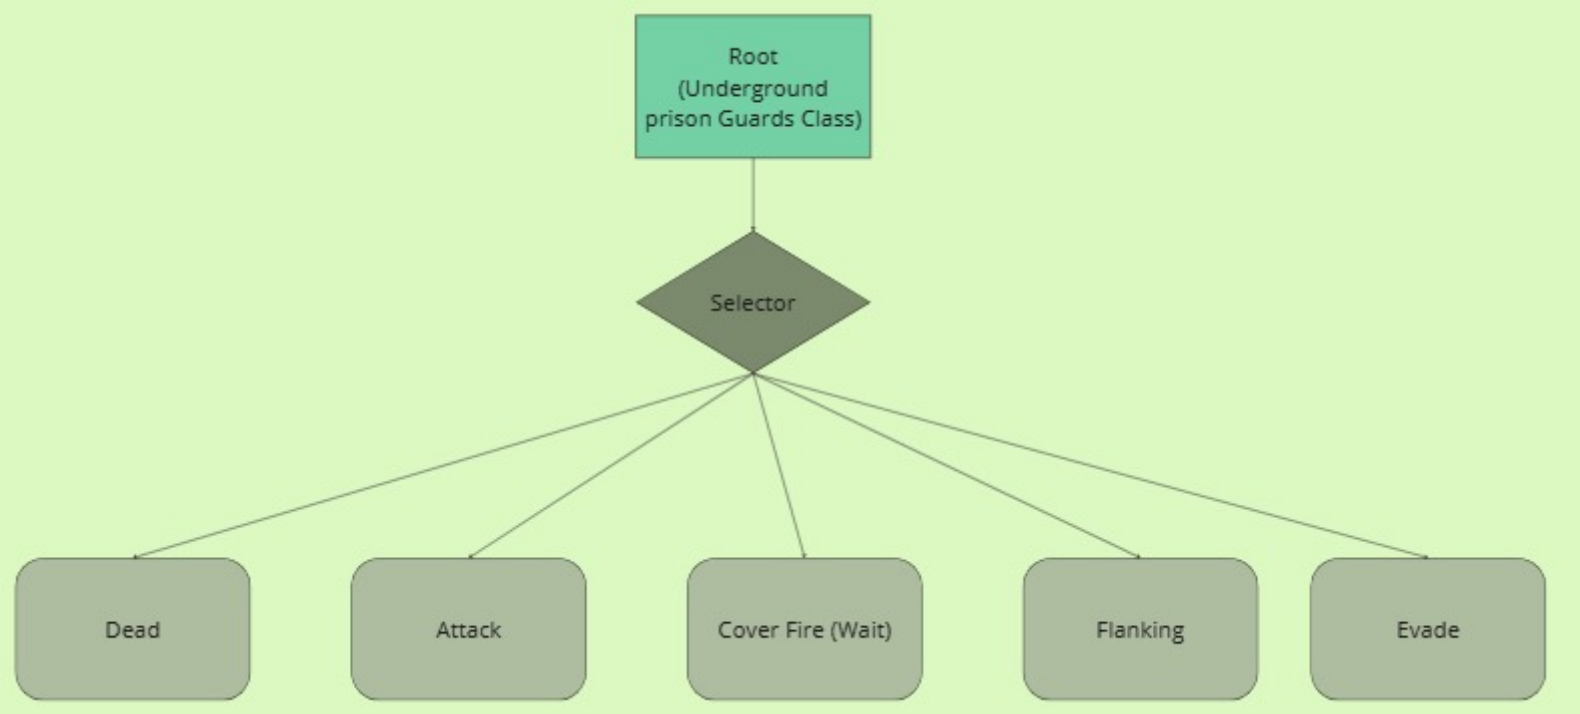 Root
(Underground
prison Guards Class)
Selector
Dead
Attack
Cover Fire (Wait)
Flanking
Evade